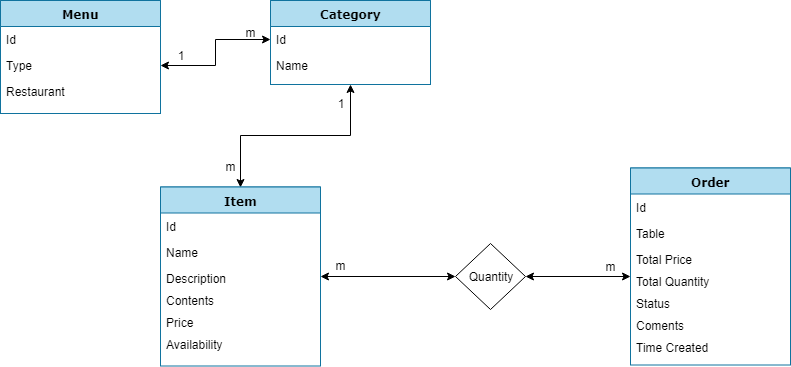 Menu
Id
Type
Restaurant
1
m
Category
Id
Name
1
m
Item
Id
Name
Description
Contents
Price
Availability
m
Quantity
m
Order
Id
Table
Total Price
Total Quantity
Status
Coments
Time Created